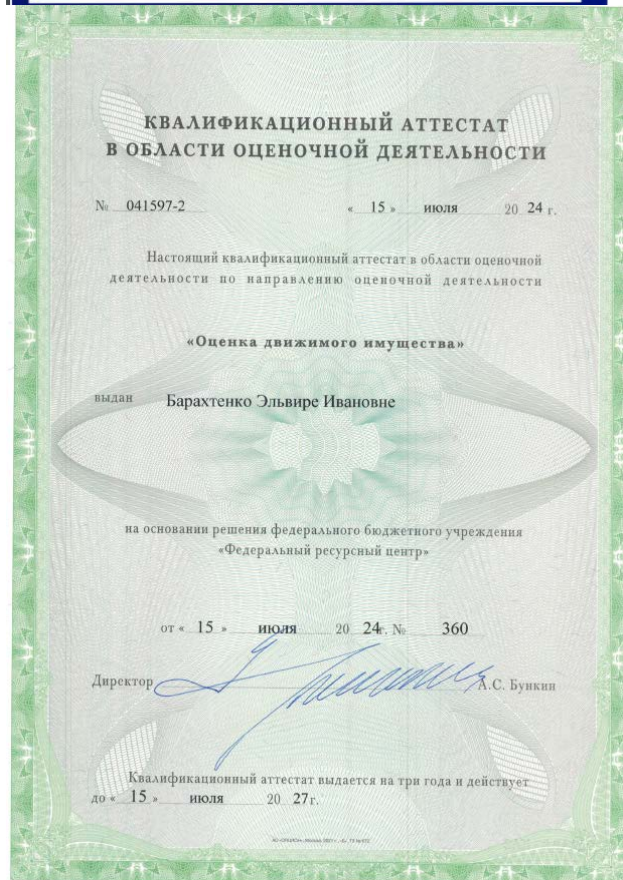 КВАЛИФИКАЦИОННЫЙ АТТЕСТАТ
В ОБЛАСТИ ОЦЕНОЧНОЙ ДЕЯТЕЛЬНОСТИ
№ 041597-2 « 15 » июля 20 24 г.
Настоящий квалификационный аттестат в области оценочной
деятельности по направлению оценочной деятельности
«Оценка движимого имущества»
выдан Барахтенко Эльвире Ивановне
на основании решения федерального бюджетного учреждения
«Федеральный ресурсный центр»
от « 15 » июля 20 24г. № 360
Директор А.С. Бункин
Квалификационный аттестат выдается на три года и действует
до « 15 » июля 20 27г.